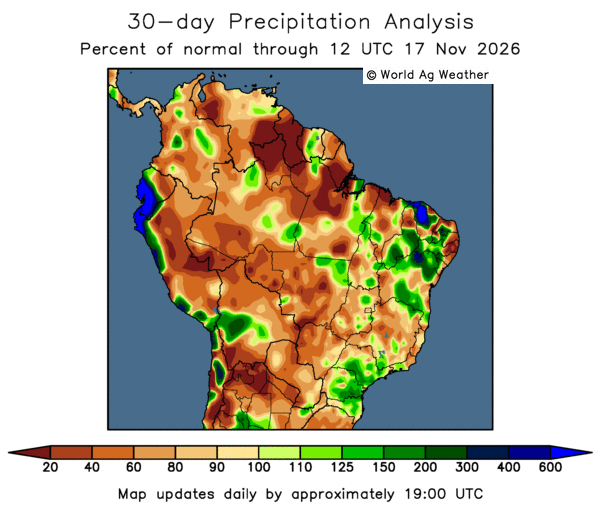 30-day Precipitation Analysis
Percent of normal through 12 UTC 17 Nov 2026
© World Ag Weather
20 40 60 80 90 100 110 125 150 200 300 400 600
Map updates daily by approximately 19:00 UTC